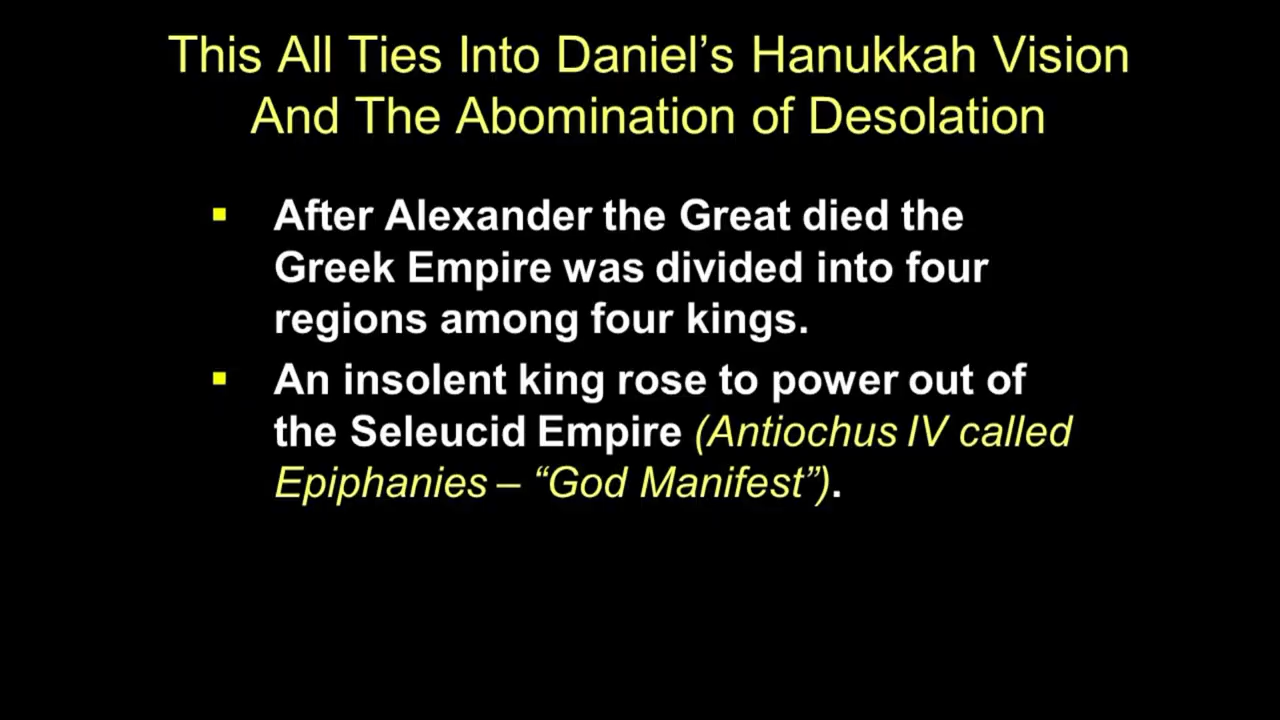 This All Ties Into Daniel’s Hanukkah Vision
And The Abomination of Desolation
▪ After Alexander the Great died the
Greek Empire was divided into four
regions among four kings.
▪ An insolent king rose to power out of
the Seleucid Empire (Antiochus IV called
Epiphanies – “God Manifest”).